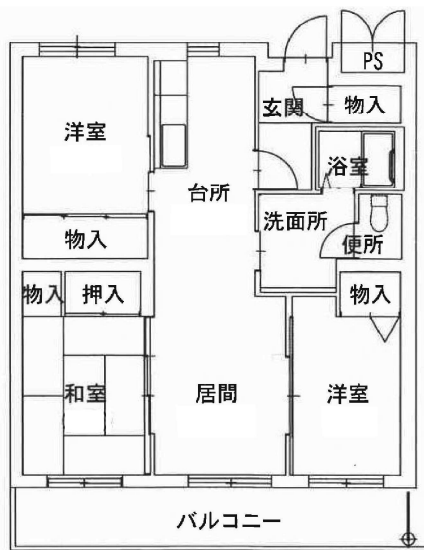 PS
玄関
物入
洋室
浴室
台所
洗面所
便所
物入
物入
押入
物入
和室
居間
洋室
バルコニー